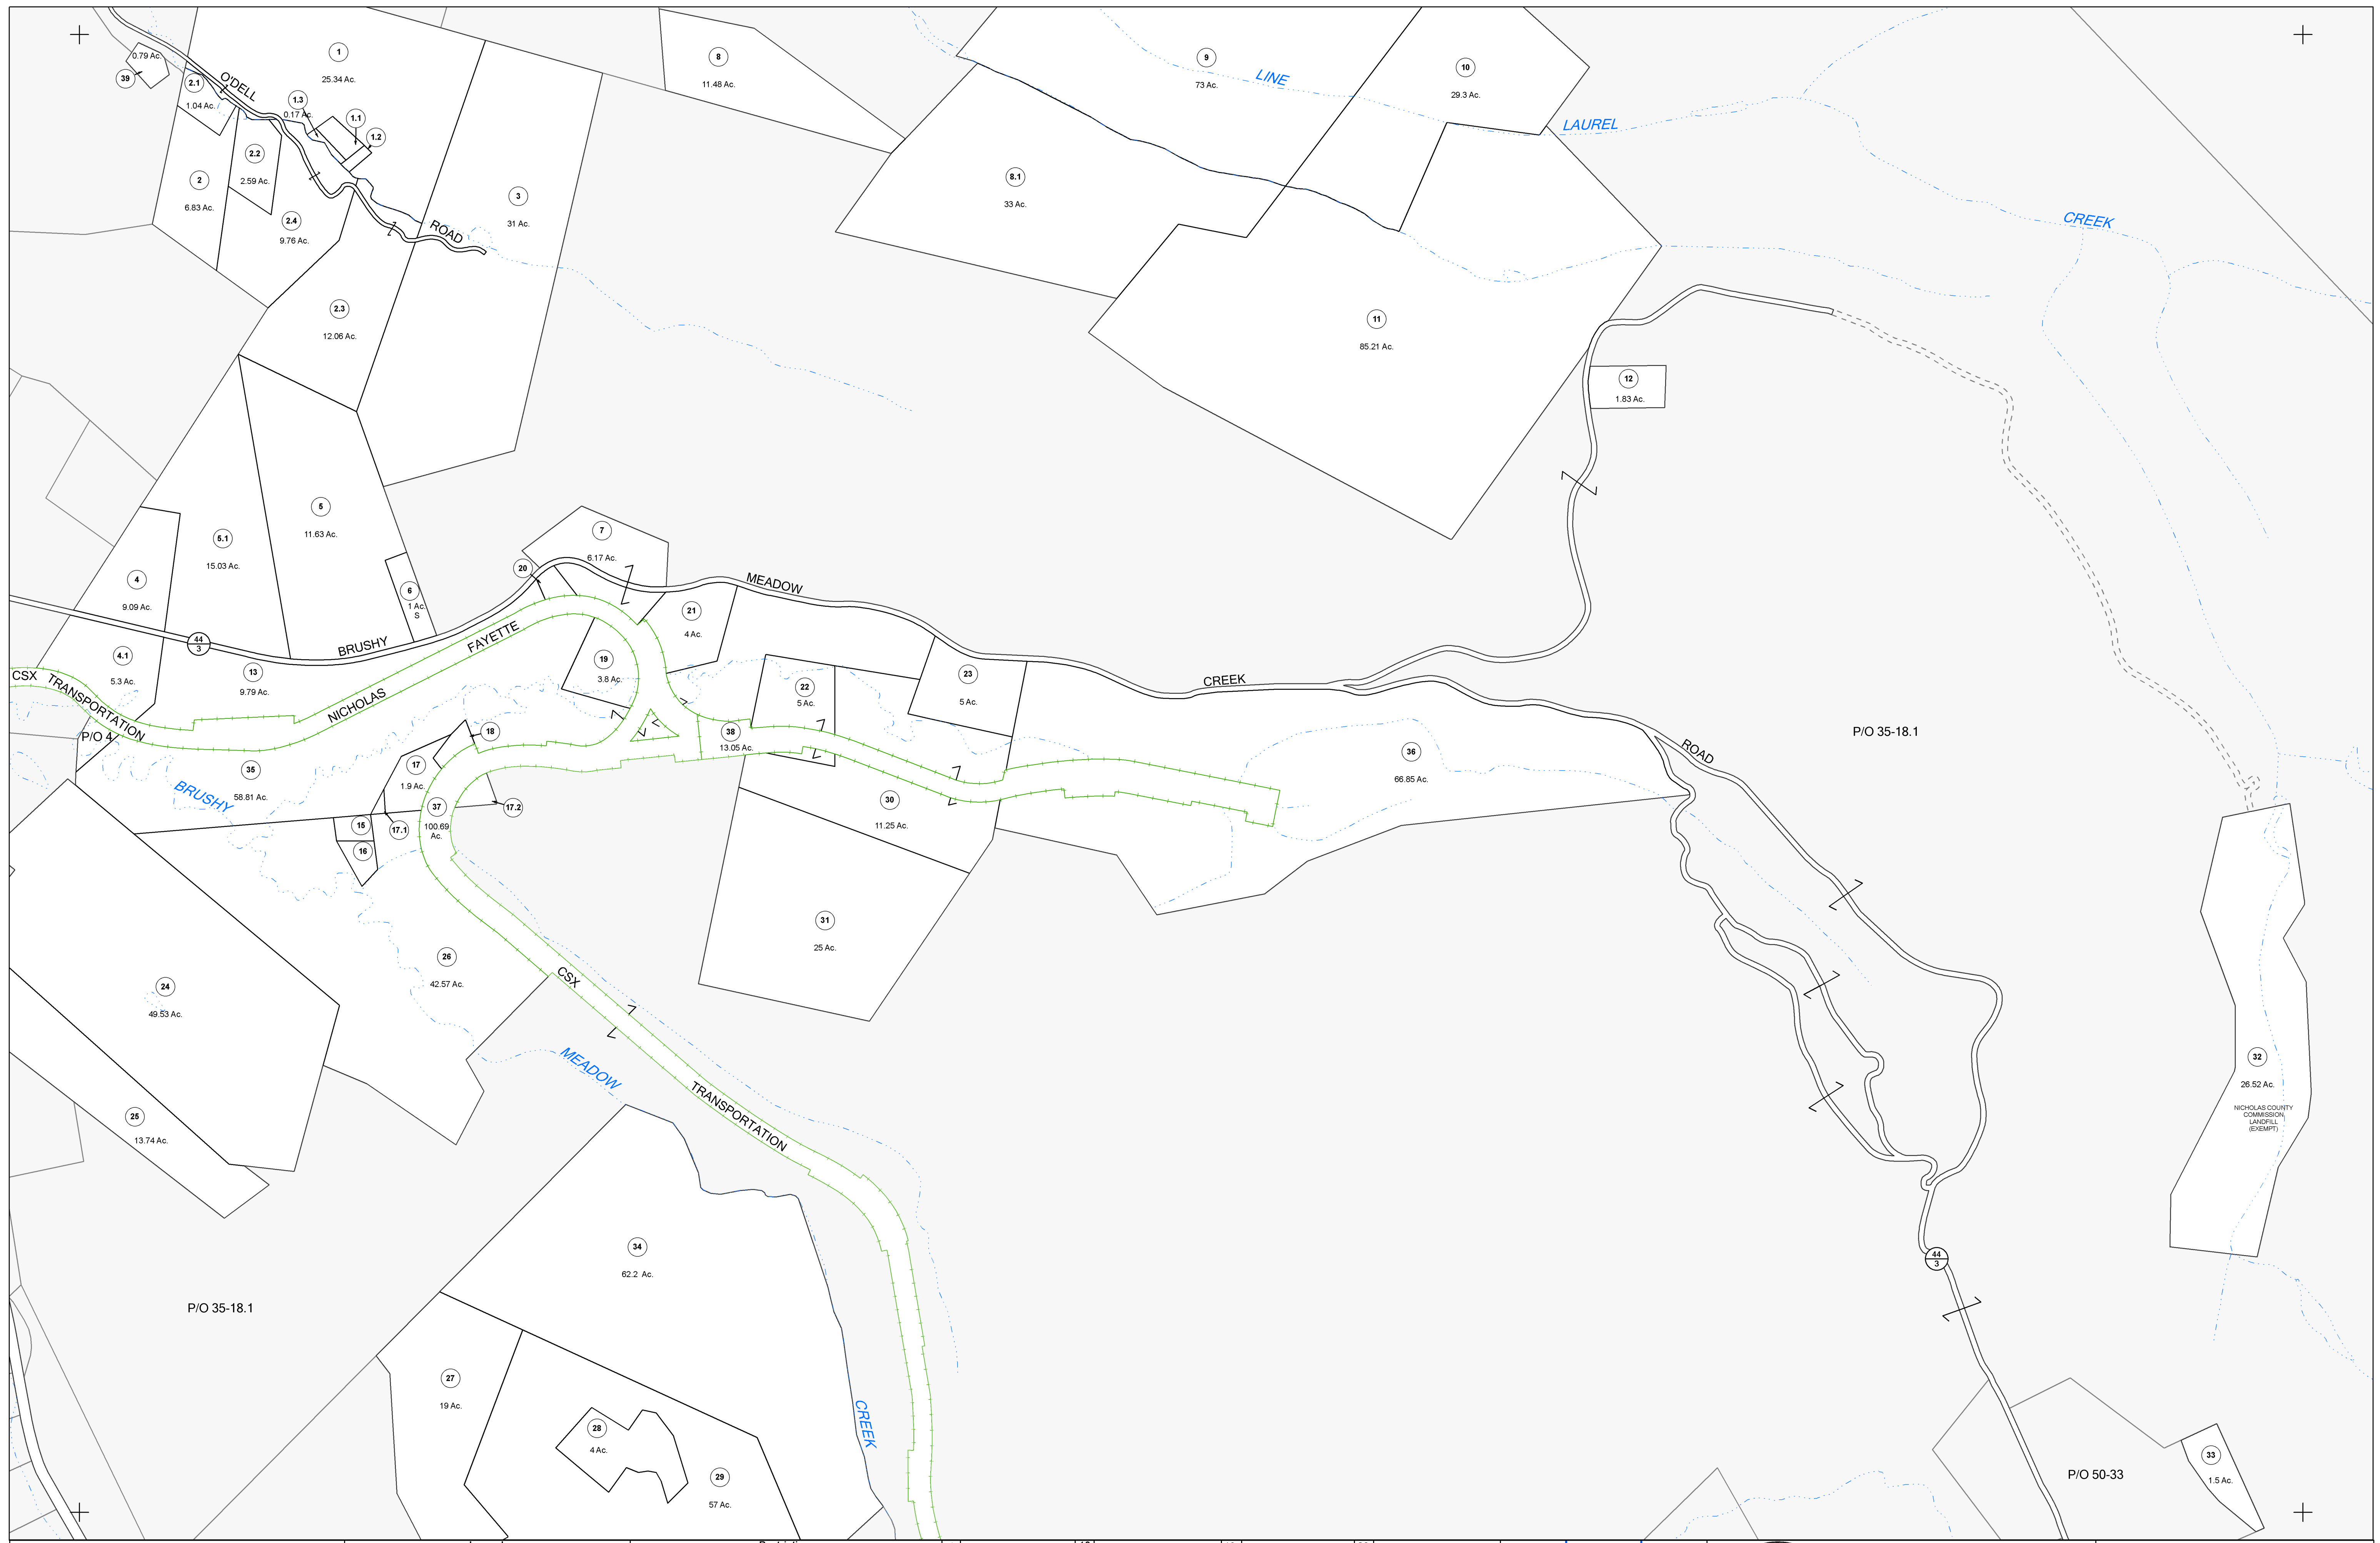 1
25.34 Ac.
0.79 Ac.
39
2.1
1.04 Ac.
O'DELL
1.3
0.17 Ac.
1.1
1.2
2.2
2.59 Ac.
2
6.83 Ac.
2.4
9.76 Ac.
ROAD
3
31 Ac.
2.3
12.06 Ac.
8
11.48 Ac.
9
73 Ac.
LINE
10
29.3 Ac.
LAUREL
CREEK
8.1
33 Ac.
11
85.21 Ac.
12
1.83 Ac.
5
11.63 Ac.
5.1
15.03 Ac.
4
9.09 Ac.
6
1 Ac.
S
7
6.17 Ac.
20
MEADOW
21
4 Ac.
44
3
BRUSHY
FAYETTE
4.1
5.3 Ac.
13
9.79 Ac.
CSX
TRANSPORTATION
NICHOLAS
19
3.8 Ac.
22
5 Ac.
23
5 Ac.
CREEK
P/O 4
18
38
13.05 Ac.
36
66.85 Ac.
ROAD
P/O 35-18.1
35
58.81 Ac.
BRUSHY
17
1.9 Ac.
37
100.69
Ac.
17.2
15
17.1
16
30
11.25 Ac.
31
25 Ac.
26
42.57 Ac.
24
49.53 Ac.
CSX
MEADOW
TRANSPORTATION
25
13.74 Ac.
32
26.52 Ac.
NICHOLAS COUNTY
COMMISSION
LANDFILL
(EXEMPT)
34
62.2 Ac.
44
3
P/O 35-18.1
27
19 Ac.
28
4 Ac.
29
57 Ac.
CREEK
33
1.5 Ac.
P/O 50-33